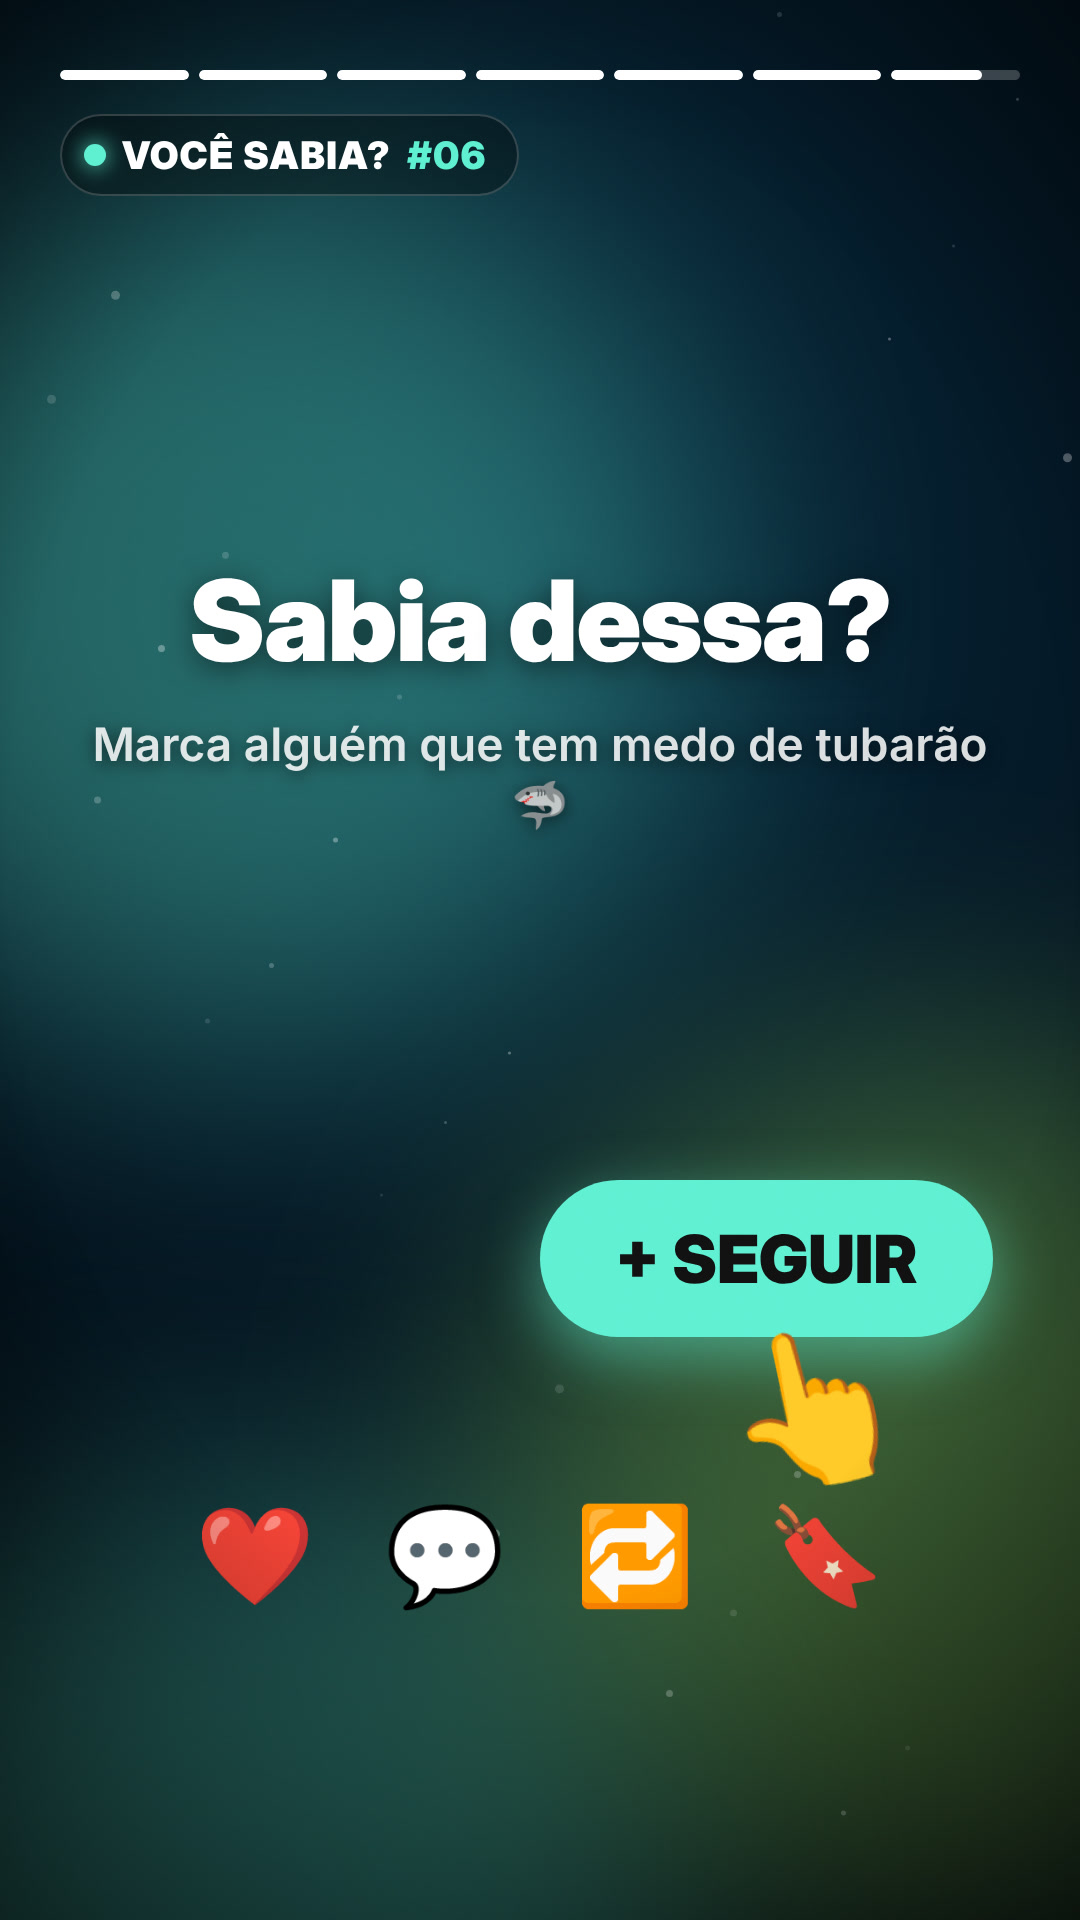 VOCÊ SABIA? #06
Sabia dessa?
Marca alguém que tem medo de tubarão
🦈
+ SEGUIR